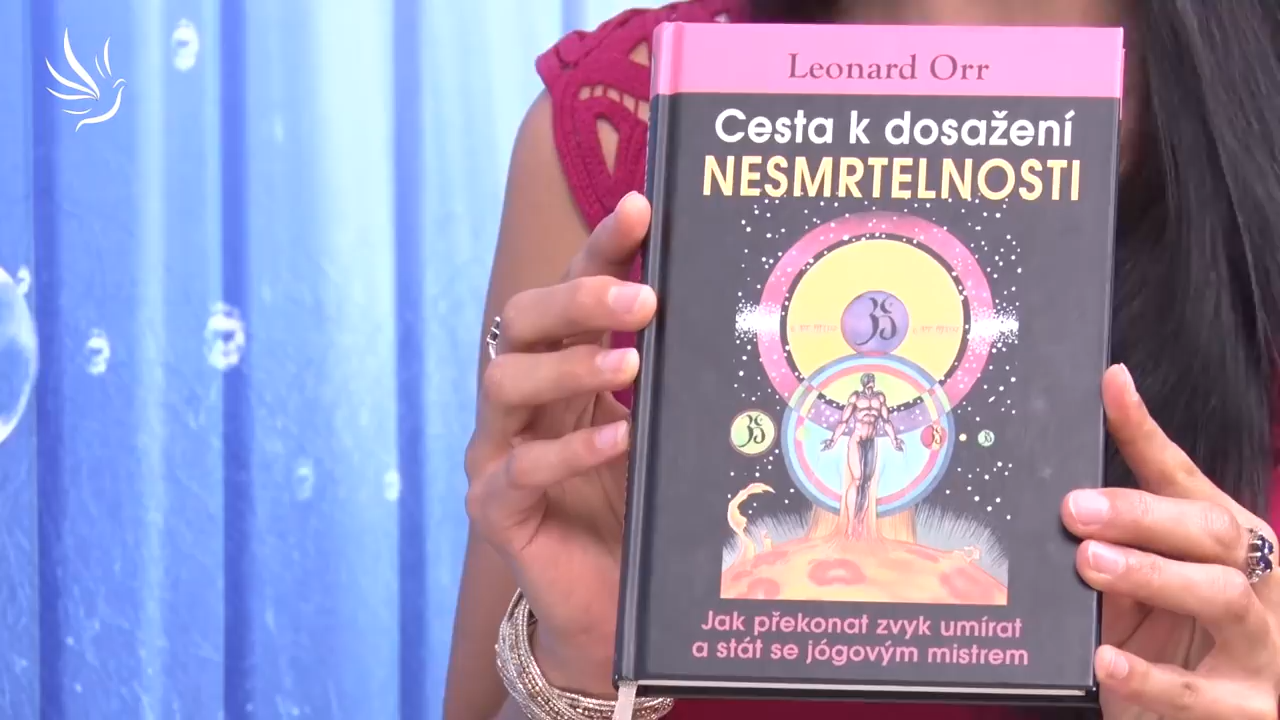 Leonard Orr
Cesta k dosažení
NESMRTELNOSTI
Jak překonat zvyk umírat
a stát se jógovým mistrem